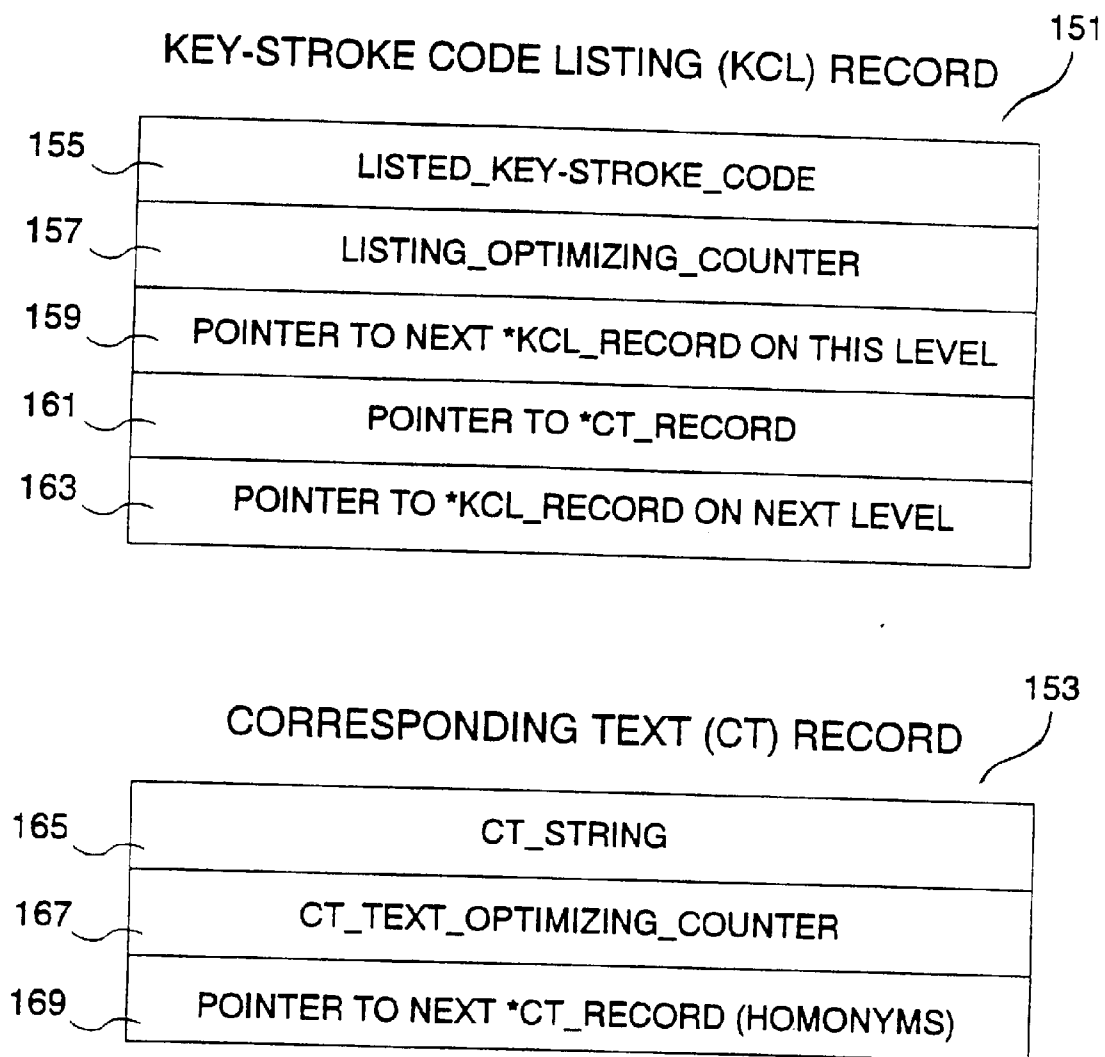 151
KEY-STROKE CODE LISTING (KCL) RECORD
155 LISTED_KEY-STROKE_CODE
157 LISTING_OPTIMIZING_COUNTER
159 POINTER TO NEXT *KCL_RECORD ON THIS LEVEL
161 POINTER TO *CT_RECORD
163 POINTER TO *KCL_RECORD ON NEXT LEVEL
153
CORRESPONDING TEXT (CT) RECORD
165 CT_STRING
167 CT_TEXT_OPTIMIZING_COUNTER
169 POINTER TO NEXT *CT_RECORD (HOMONYMS)